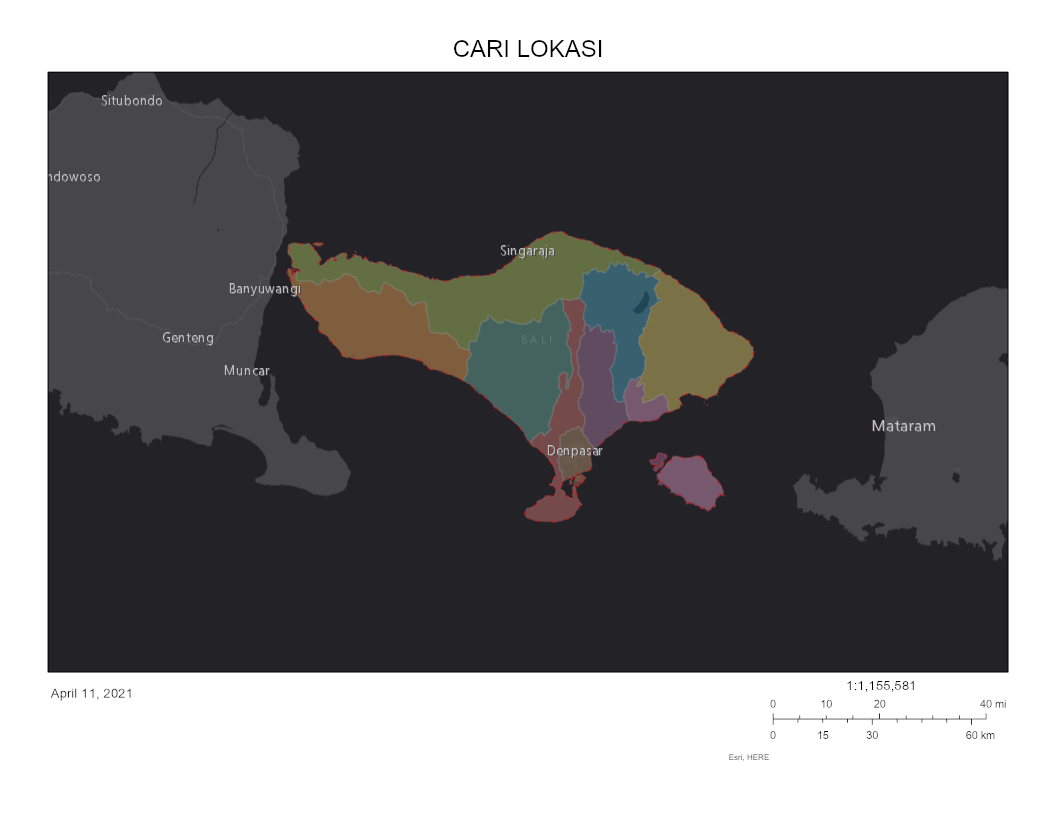 CARI LOKASI
Situbondo
ndowoso
Singaraja
Banyuwangi
Genteng
BALI
Muncar
Mataram
Denpasar
April 11, 2021
1:1,155,581
0 10 20 40 mi
0 15 30 60 km
Esri, HERE